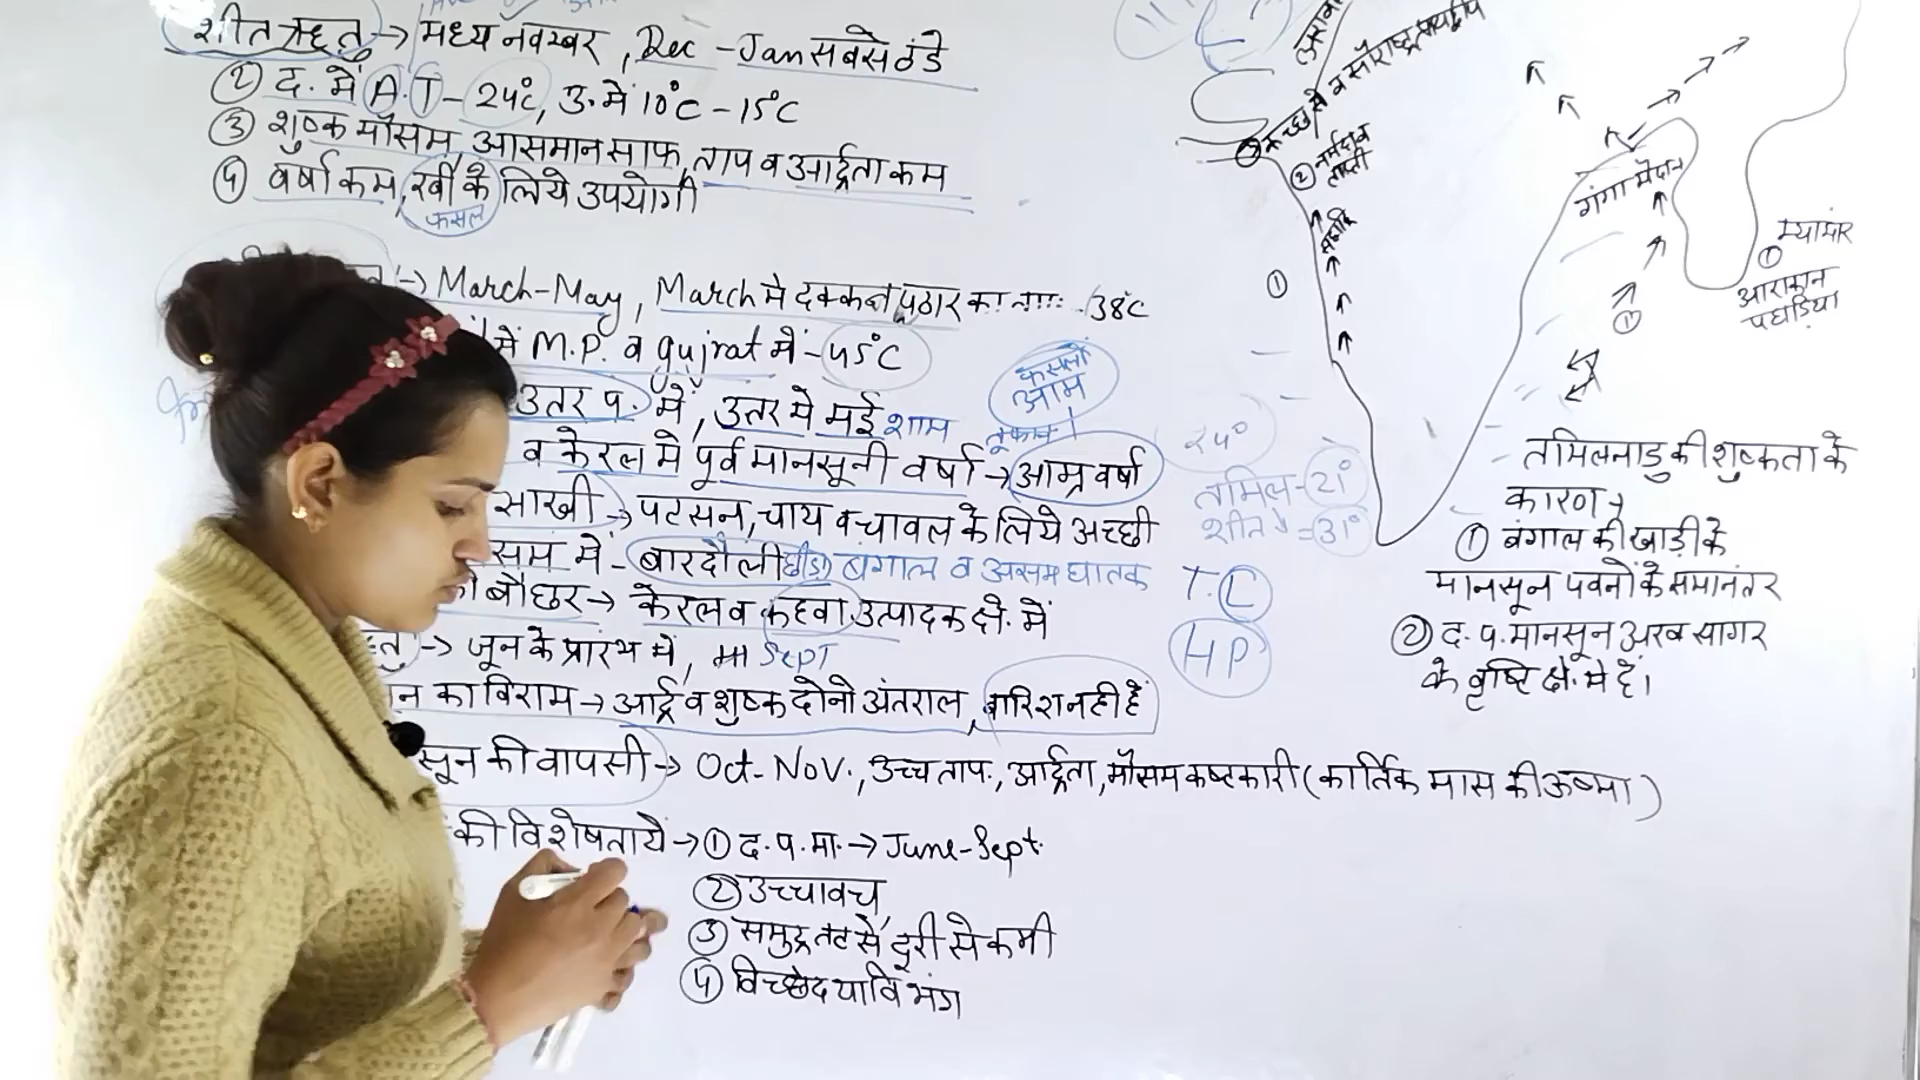 शीत ऋतु → मध्य नवम्बर, Dec - Jan सबसे ठंडे
② द. में A.T - 24°C, उ. में 10°C - 15°C
③ शुष्क मौसम, आसमान साफ, ताप व आर्द्रता कम
④ वर्षा कम, रबी के लिये उपयोगी
फसल
→ March-May, March मे दक्कन पठार का 38°C
में M.P. व gujrat में - 45°C
उतर प. में, उतर मे मई शाम
तूफान।
फसलों
आम
व केरल मे पूर्व मानसूनी वर्षा → आम्र वर्षा
साखी → पटसन, चाय व चावल के लिये अच्छी
सम में - बारदौली छीड़ा बंगाल व असम घातक
बौछर → केरल व कहवा उत्पादक क्षे. में
तु → जून के प्रारंभ में, Sept
न का विराम → आर्द्र व शुष्क दोनो अंतराल, बारिश नही है
सून की वापसी → Oct-Nov., उच्च ताप., आर्द्रता, मौसम कष्टकारी (कार्तिक मास की ऊष्मा)
की विशेषताये → ① द. प. मा. → June-Sept.
② उच्चावच
③ समुद्र तट से दूरी से कमी
④ विच्छेद या विभंग
24°
तमिल - 21°
शीत = 31°
T. L
HP
कच्छ व सौराष्ट्र
② नर्मदा व ताप्ती
①
गंगा मैदान
①
म्यांमार
①
आराकान
पहाड़िया
तमिलनाडु की शुष्कता के
कारण →
① बंगाल की खाड़ी के
मानसून पवनों के समानंतर
② द. प. मानसून अरब सागर
के वृष्टि क्षे. मे है।